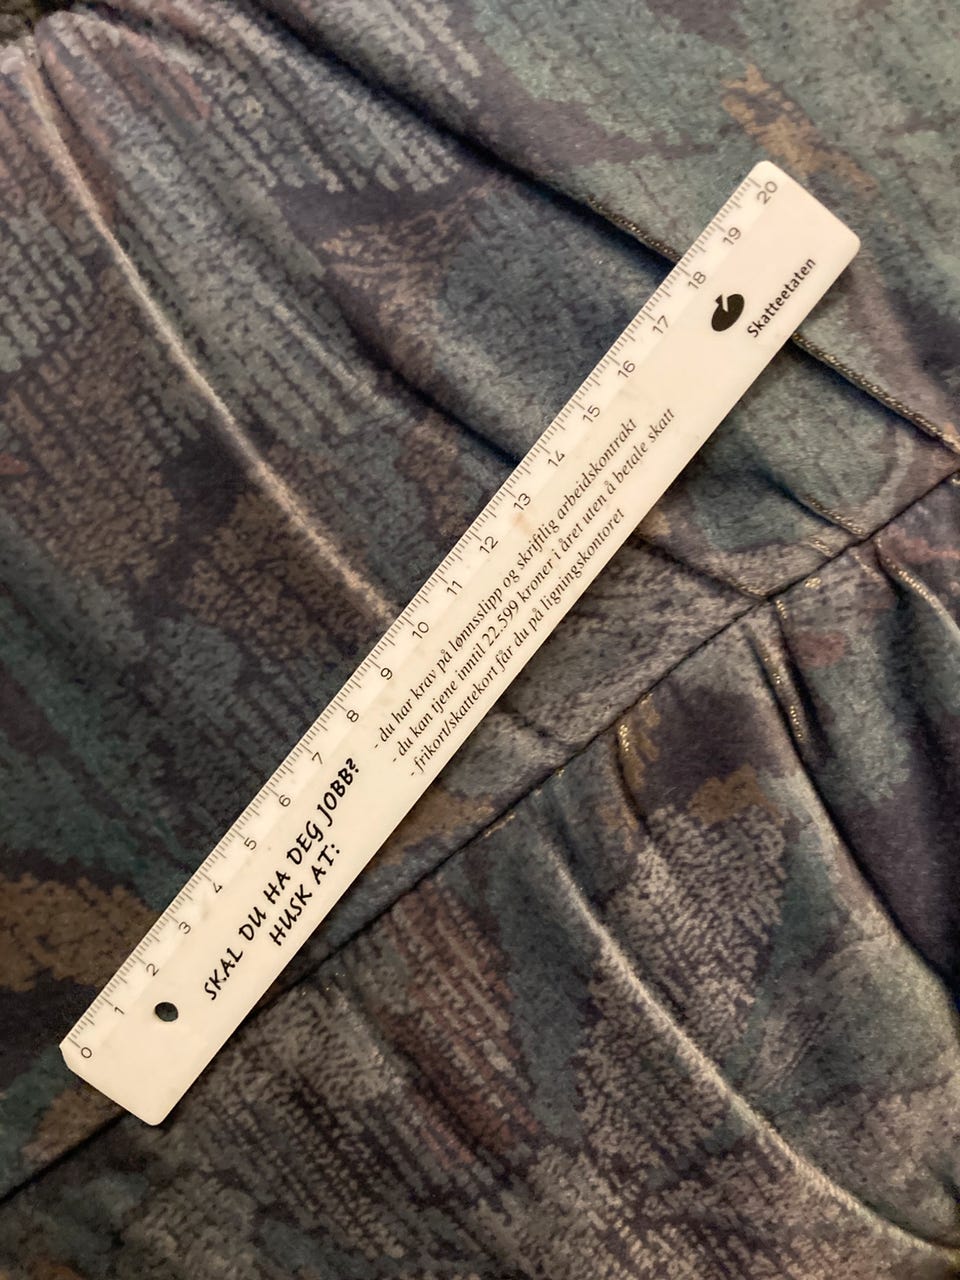 0 1 2 3 4 5 6 7 8 9 10 11 12 13 14 15 16 17 18 19 20
SKAL DU HA DEG JOBB?
HUSK AT:
- du har krav på lønnsslipp og skriftlig arbeidskontrakt
- du kan tjene inntil 22.599 kroner i året uten å betale skatt
- frikort/skattekort får du på ligningskontoret
Skatteetaten